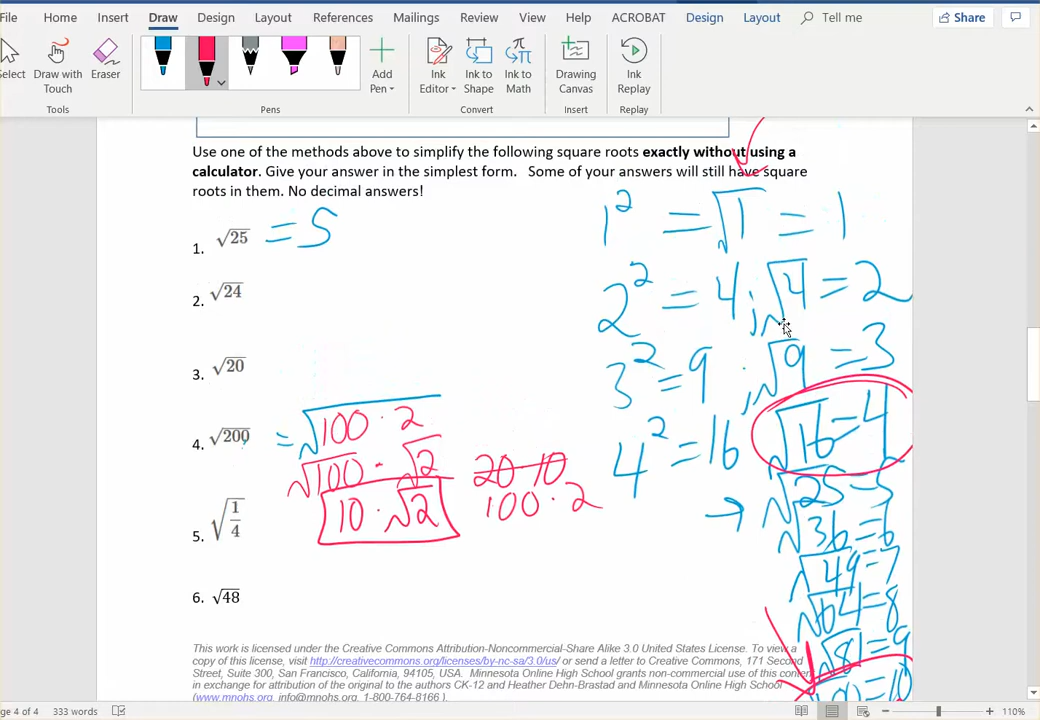 File Home Insert Draw Design Layout References Mailings Review View Help ACROBAT Design Layout Tell me Share
Select
Draw with Touch
Eraser
Add Pen
Ink Editor
Ink to Shape
Ink to Math
Drawing Canvas
Ink Replay
Tools Pens Convert Insert Replay
Use one of the methods above to simplify the following square roots exactly without using a
calculator. Give your answer in the simplest form. Some of your answers will still have square
roots in them. No decimal answers!
1. √25 = 5
2. √24
3. √20
4. √200 = √100 · 2
√100 · √2
10 · √2
20 · 10
100 · 2
5. √1/4
6. √48
1² = √1 = 1
2² = 4 ; √4 = 2
3² = 9 ; √9 = 3
4² = 16 √16 = 4
→ √25 = 5
√36 = 6
√49 = 7
√64 = 8
√81 = 9
√100 = 10
This work is licensed under the Creative Commons Attribution-Noncommercial-Share Alike 3.0 United States License. To view a
copy of this license, visit http://creativecommons.org/licenses/by-nc-sa/3.0/us/ or send a letter to Creative Commons, 171 Second
Street, Suite 300, San Francisco, California, 94105, USA. Minnesota Online High School grants non-commercial use of this content
in exchange for attribution of the original to the authors CK-12 and Heather Dehn-Brastad and Minnesota Online High School
(www.mnohs.org, info@mnohs.org, 1-800-764-8166 ).
Page 4 of 4 333 words 110%